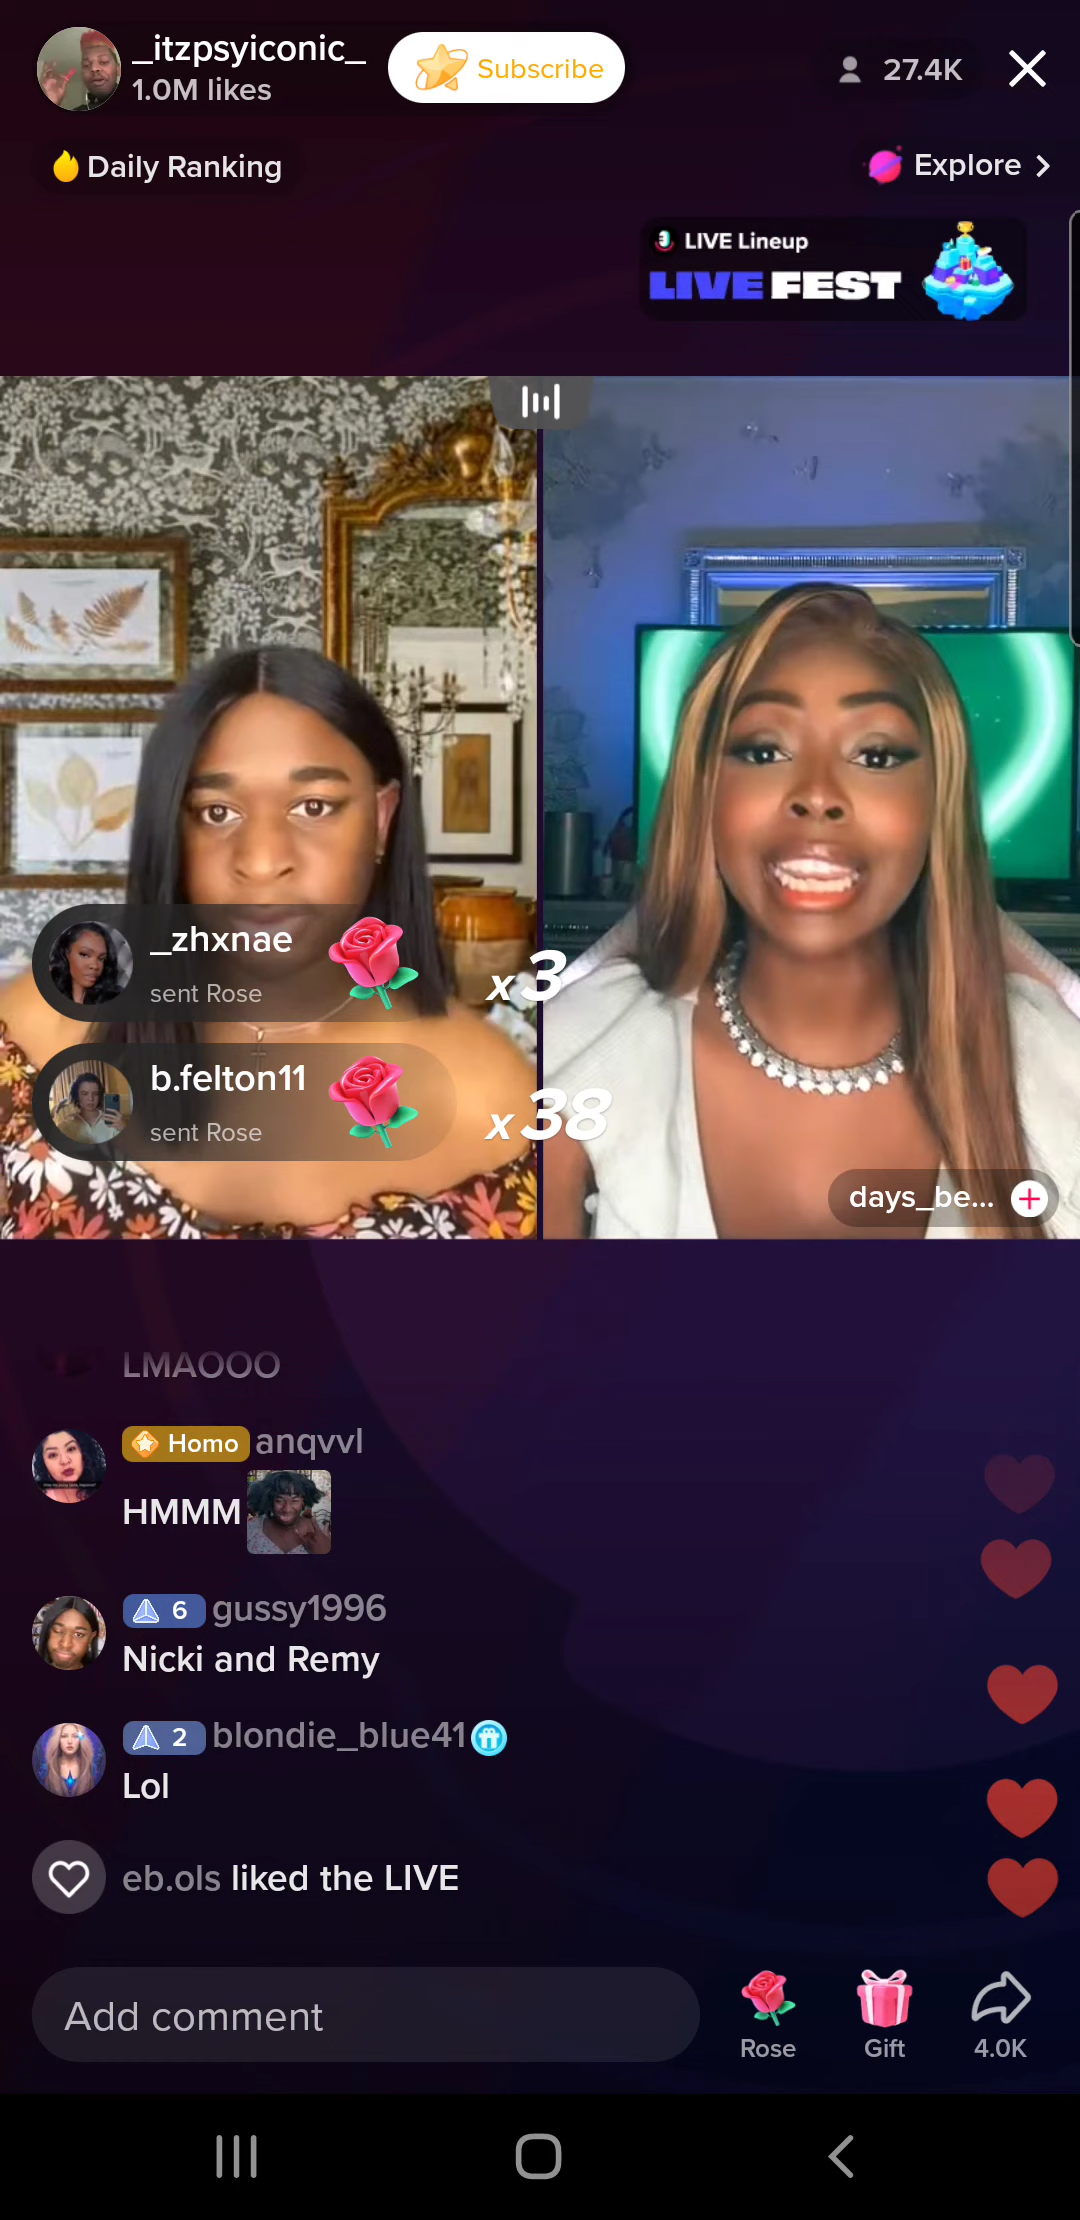 _itzpsyiconic_
1.0M likes
Subscribe
27.4K
Daily Ranking
Explore
LIVE Lineup
LIVE FEST
_zhxnae
sent Rose
x3
b.felton11
sent Rose
x38
days_be...
LMAOOO
Homo anqvvl
HMMM
6 gussy1996
Nicki and Remy
2 blondie_blue41
Lol
eb.ols liked the LIVE
Add comment
Rose
Gift
4.0K